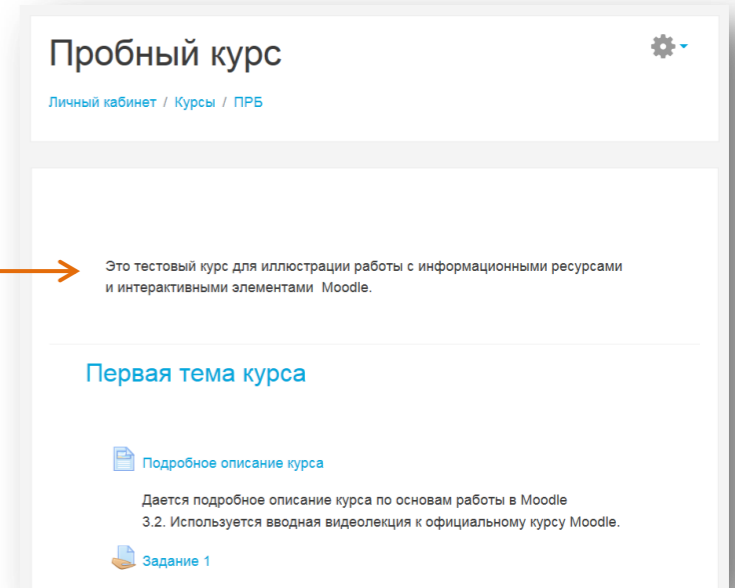 Пробный курс
Личный кабинет / Курсы / ПРБ
Это тестовый курс для иллюстрации работы с информационными ресурсами
и интерактивными элементами Moodle.
Первая тема курса
Подробное описание курса
Дается подробное описание курса по основам работы в Moodle
3.2. Используется вводная видеолекция к официальному курсу Moodle.
Задание 1